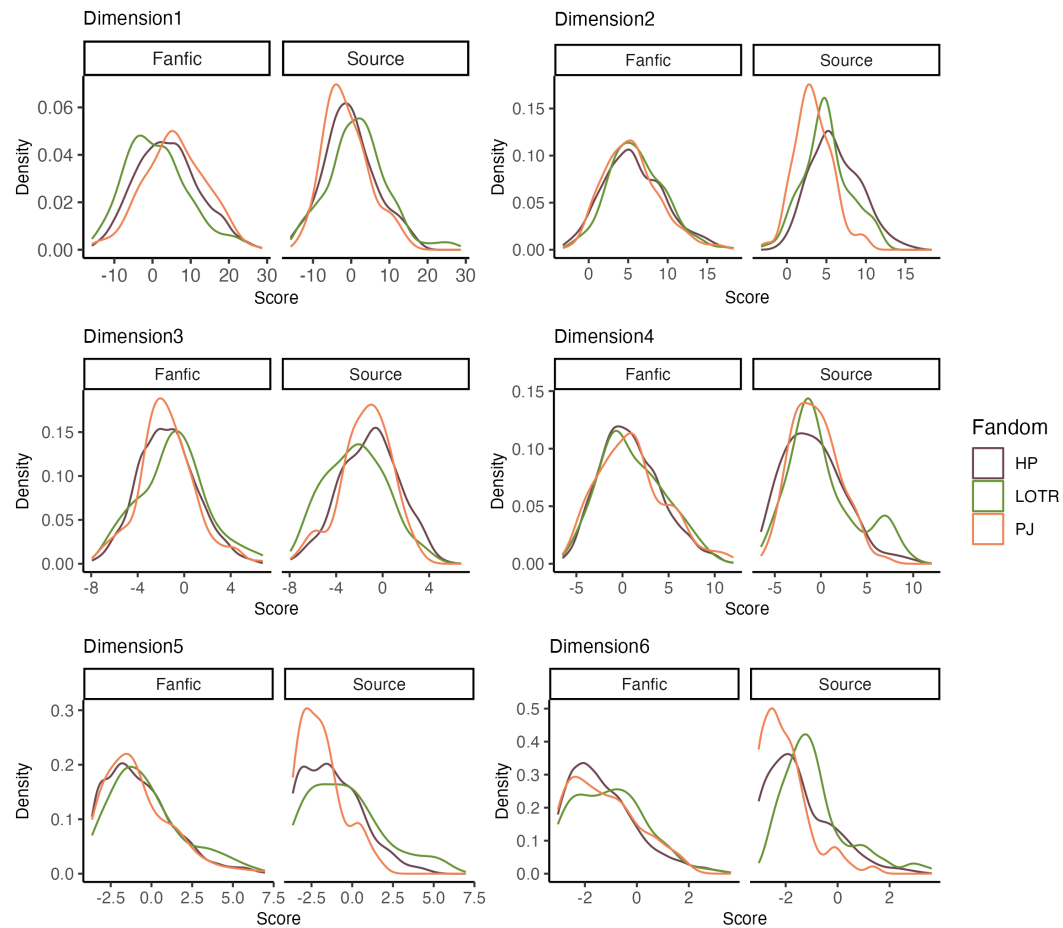 Dimension1
Fanfic Source
Density
0.06
0.04
0.02
0.00
-10 0 10 20 30 -10 0 10 20 30
Score
Dimension2
Fanfic Source
Density
0.15
0.10
0.05
0.00
0 5 10 15 0 5 10 15
Score
Dimension3
Fanfic Source
Density
0.15
0.10
0.05
0.00
-8 -4 0 4 -8 -4 0 4
Score
Dimension4
Fanfic Source
Density
0.15
0.10
0.05
0.00
-5 0 5 10 -5 0 5 10
Score
Fandom
HP
LOTR
PJ
Dimension5
Fanfic Source
Density
0.3
0.2
0.1
0.0
-2.5 0.0 2.5 5.0 7.5 -2.5 0.0 2.5 5.0 7.5
Score
Dimension6
Fanfic Source
Density
0.5
0.4
0.3
0.2
0.1
0.0
-2 0 2 -2 0 2
Score